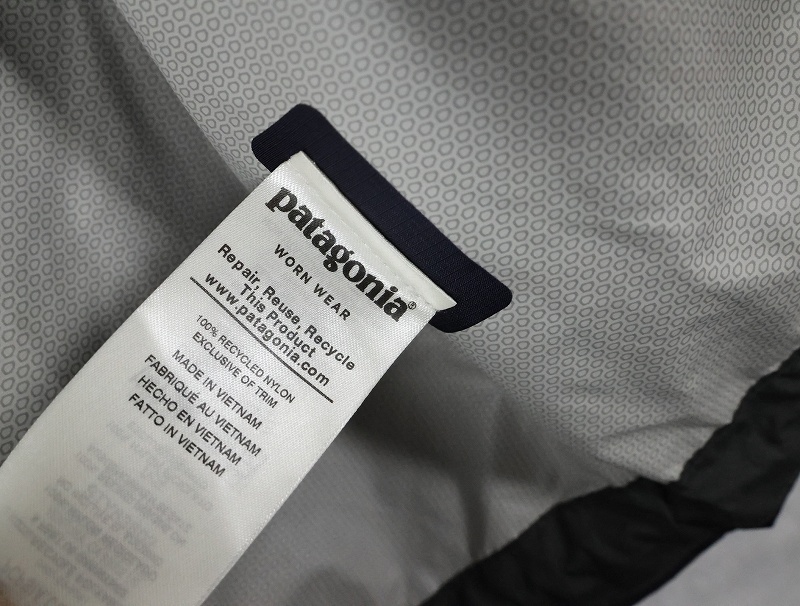 patagonia®
WORN WEAR
Repair, Reuse, Recycle
This Product
www.patagonia.com
100% RECYCLED NYLON
EXCLUSIVE OF TRIM
MADE IN VIETNAM
FABRIQUÉ AU VIETNAM
HECHO EN VIETNAM
FATTO IN VIETNAM